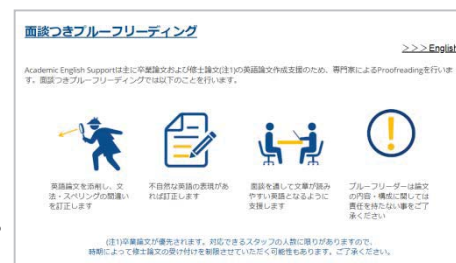 面談つきプルーフリーディング
>>>English
Academic English Supportは主に卒業論文および修士論文(注1)の英語論文作成支援のため、専門家によるProofreadingを行いま
す。面談つきプルーフリーディングでは以下のことを行います。
英語論文を添削し、文
法・スペリングの間違い
を訂正します
不自然な英語の表現があ
れば訂正します
面談を通して文章が読み
やすい英語となるように
支援します
プルーフリーダーは論文
の内容・構成に関しては
責任を持たない事をご了
承ください
(注1)卒業論文が優先されます。対応できるスタッフの人数に限りがありますので、
時期によって修士論文の受け付けを制限させていただく可能性もあります。ご了承ください。